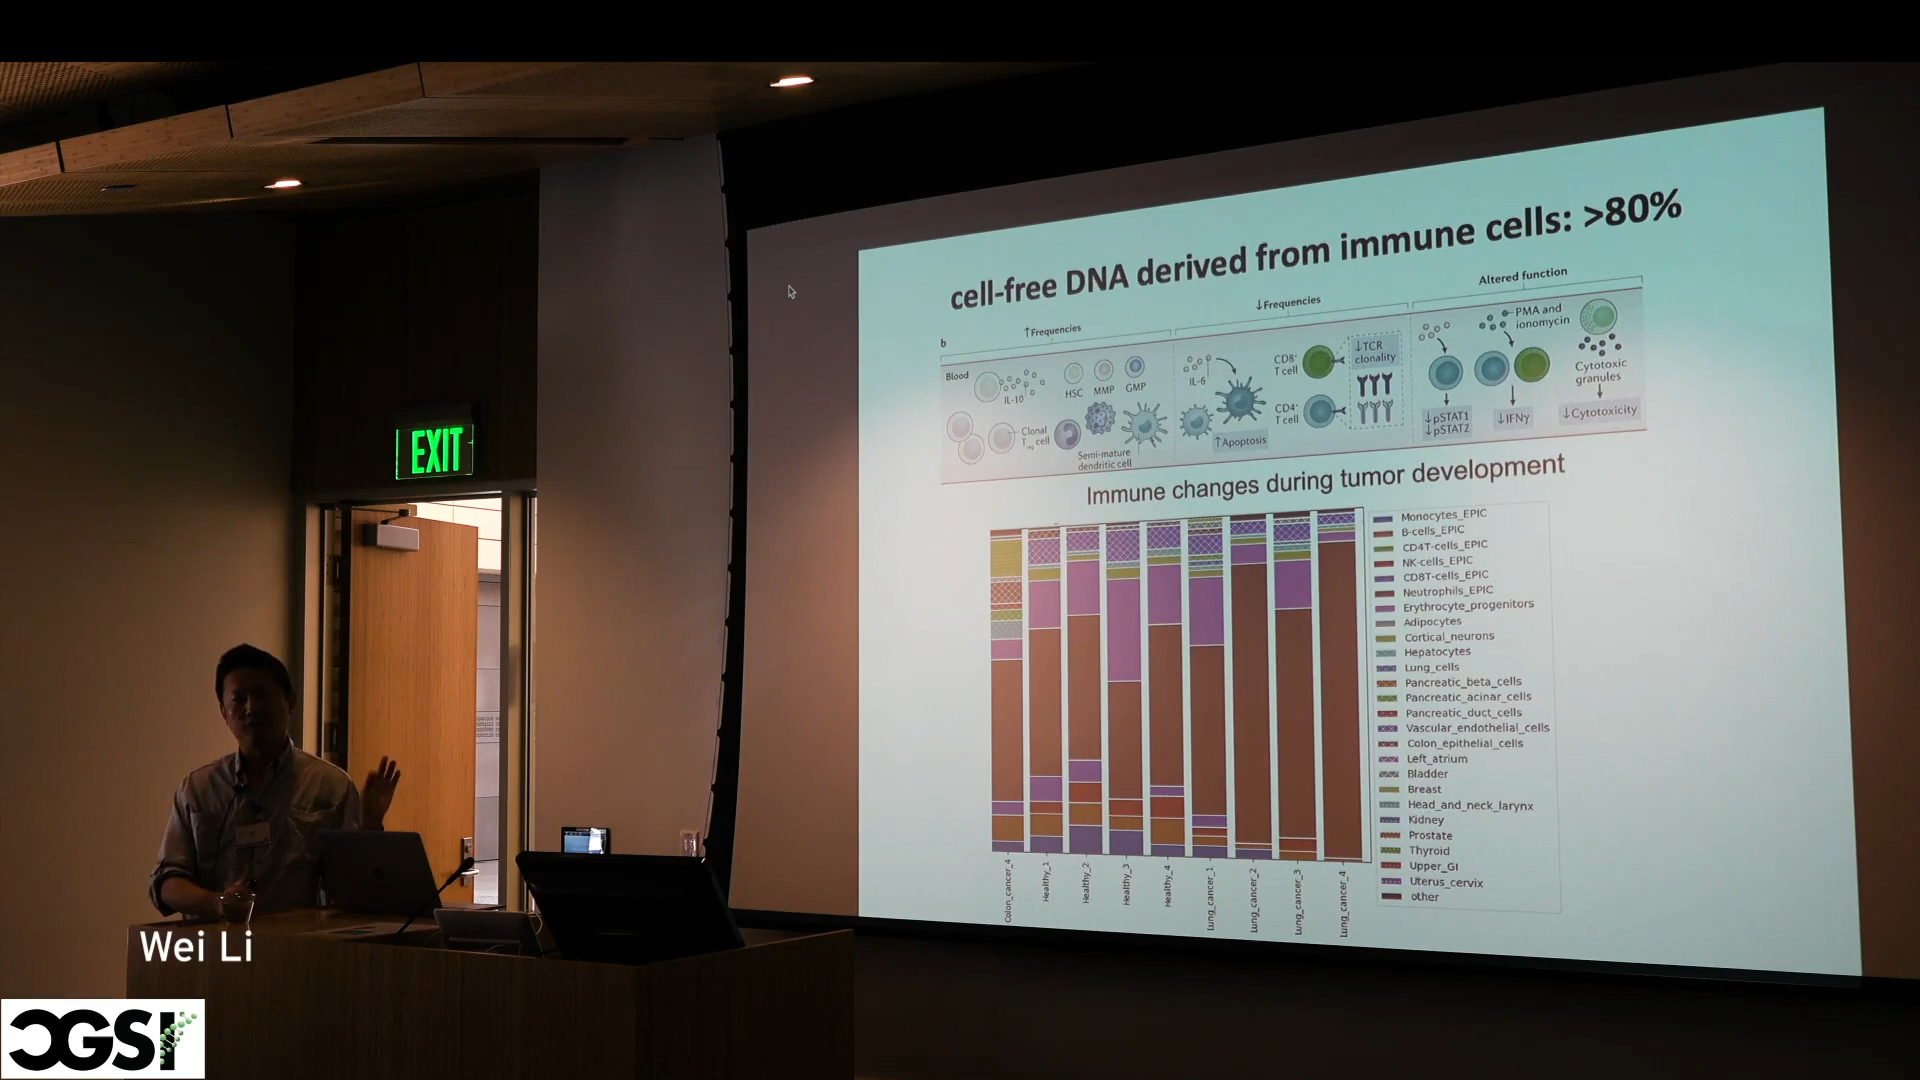 cell-free DNA derived from immune cells: >80%
↑Frequencies
↓Frequencies
Altered function
b
Blood
IL-10
HSC
MMP
GMP
Clonal
cell
Semi-mature
dendritic cell
IL-6
↑Apoptosis
CD8+
T cell
CD4+
T cell
↓TCR
clonality
PMA and
ionomycin
↓pSTAT1
↓pSTAT2
↓IFNγ
Cytotoxic
granules
↓Cytotoxicity
Immune changes during tumor development
Monocytes_EPIC
B-cells_EPIC
CD4T-cells_EPIC
NK-cells_EPIC
CD8T-cells_EPIC
Neutrophils_EPIC
Erythrocyte_progenitors
Adipocytes
Cortical_neurons
Hepatocytes
Lung_cells
Pancreatic_beta_cells
Pancreatic_acinar_cells
Pancreatic_duct_cells
Vascular_endothelial_cells
Colon_epithelial_cells
Left_atrium
Bladder
Breast
Head_and_neck_larynx
Kidney
Prostate
Thyroid
Upper_GI
Uterus_cervix
other
Colon_cancer_4
Healthy_1
Healthy_2
Healthy_3
Healthy_4
Lung_cancer_1
Lung_cancer_2
Lung_cancer_3
Lung_cancer_4
EXIT
Wei Li
CGSI